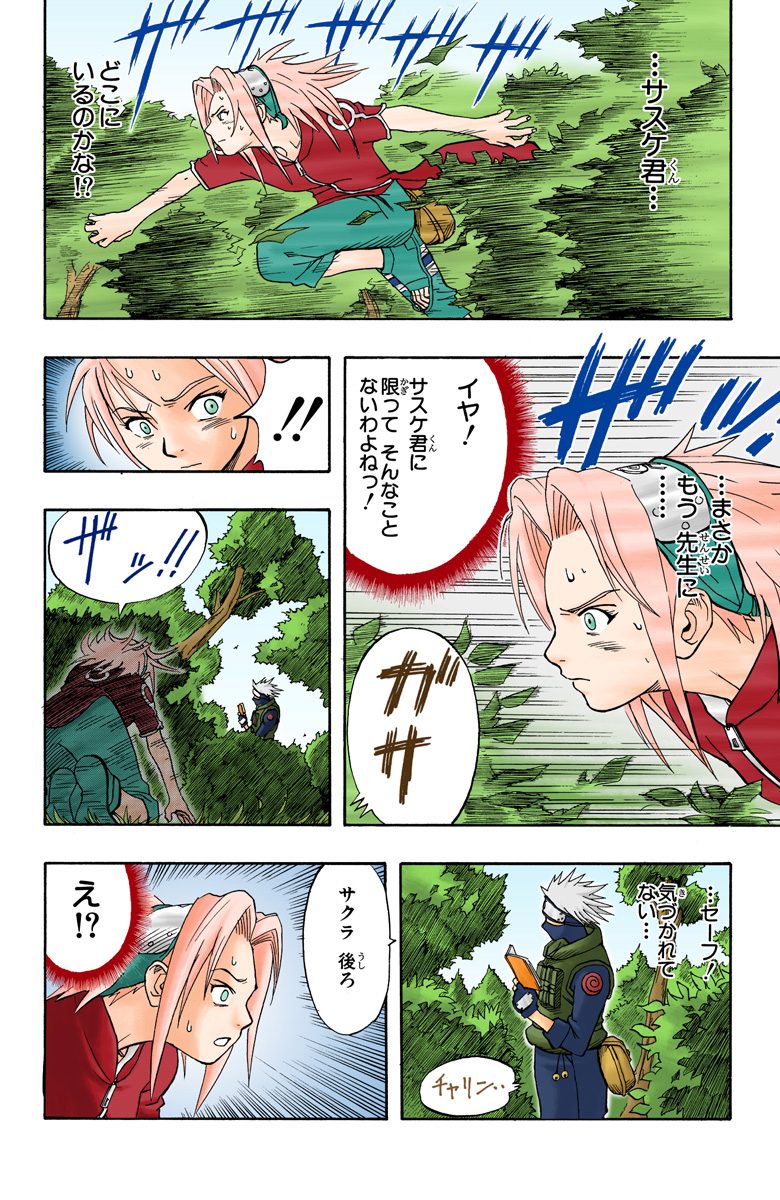 …サスケ君…
どこに
いるのかな!?
ザザザザザ
…まさか
もう先生に
……
イヤ！
サスケ君に
限って そんなこと
ないわよねっ！
ガサ
!!
ザッ!!
…セーフ！
気づかれて
ない…
チャリン‥
サクラ 後ろ
え!?